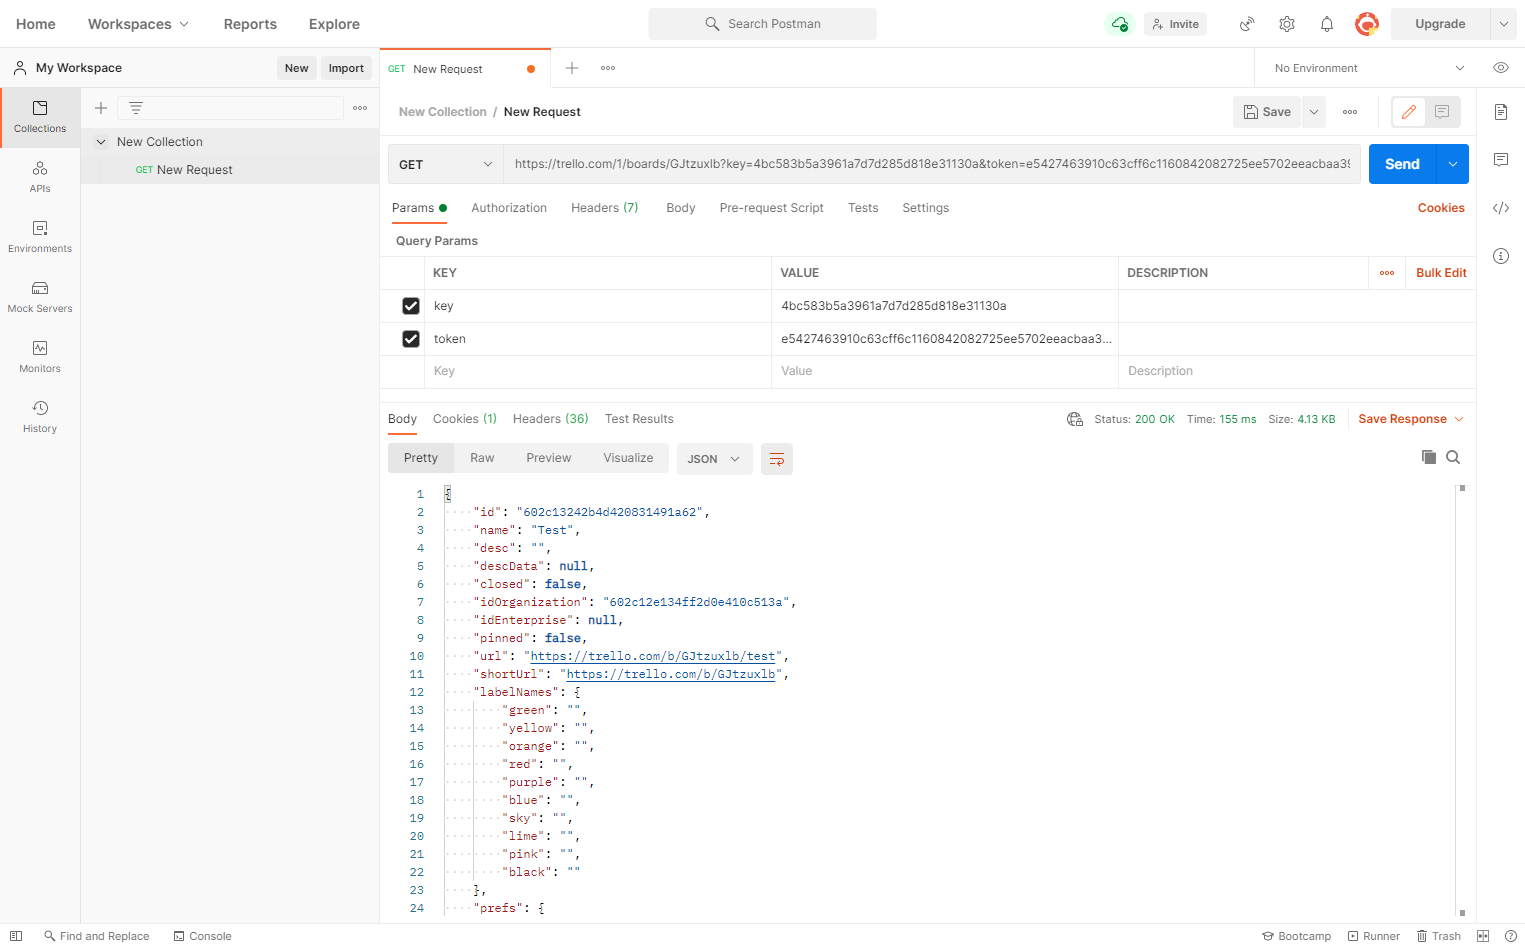 Home Workspaces Reports Explore Search Postman Invite Upgrade
My Workspace New Import GET New Request No Environment
Collections
APIs
Environments
Mock Servers
Monitors
History
New Collection
GET New Request
New Collection / New Request Save
GET https://trello.com/1/boards/GJtzuxlb?key=4bc583b5a3961a7d7d285d818e31130a&token=e5427463910c63cff6c1160842082725ee5702eeacbaa39 Send
Params Authorization Headers (7) Body Pre-request Script Tests Settings Cookies
Query Params
KEY VALUE DESCRIPTION Bulk Edit
key 4bc583b5a3961a7d7d285d818e31130a
token e5427463910c63cff6c1160842082725ee5702eeacbaa3...
Key Value Description
Body Cookies (1) Headers (36) Test Results Status: 200 OK Time: 155 ms Size: 4.13 KB Save Response
Pretty Raw Preview Visualize JSON
1 {
2 "id": "602c13242b4d420831491a62",
3 "name": "Test",
4 "desc": "",
5 "descData": null,
6 "closed": false,
7 "idOrganization": "602c12e134ff2d0e410c513a",
8 "idEnterprise": null,
9 "pinned": false,
10 "url": "https://trello.com/b/GJtzuxlb/test",
11 "shortUrl": "https://trello.com/b/GJtzuxlb",
12 "labelNames": {
13 "green": "",
14 "yellow": "",
15 "orange": "",
16 "red": "",
17 "purple": "",
18 "blue": "",
19 "sky": "",
20 "lime": "",
21 "pink": "",
22 "black": ""
23 },
24 "prefs": {
Find and Replace Console Bootcamp Runner Trash